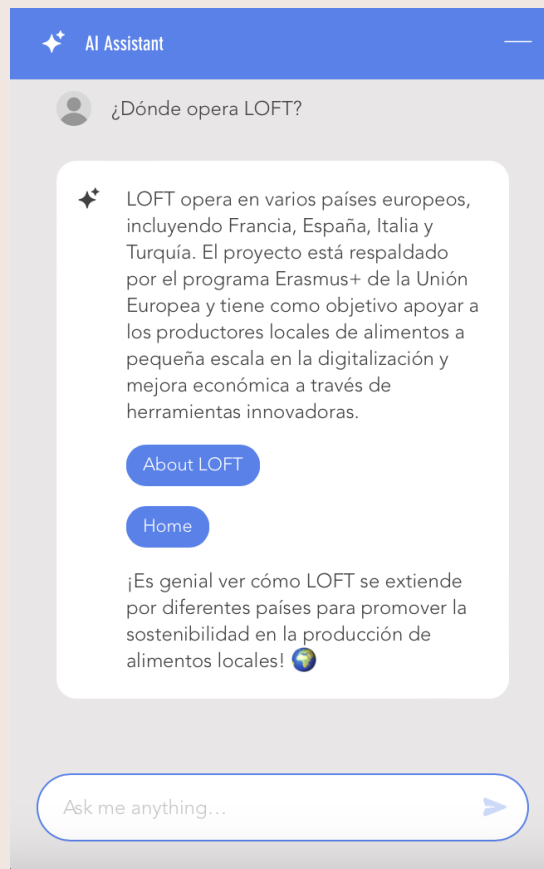 AI Assistant
¿Dónde opera LOFT?
LOFT opera en varios países europeos,
incluyendo Francia, España, Italia y
Turquía. El proyecto está respaldado
por el programa Erasmus+ de la Unión
Europea y tiene como objetivo apoyar a
los productores locales de alimentos a
pequeña escala en la digitalización y
mejora económica a través de
herramientas innovadoras.
About LOFT
Home
¡Es genial ver cómo LOFT se extiende
por diferentes países para promover la
sostenibilidad en la producción de
alimentos locales! 🌍
Ask me anything...